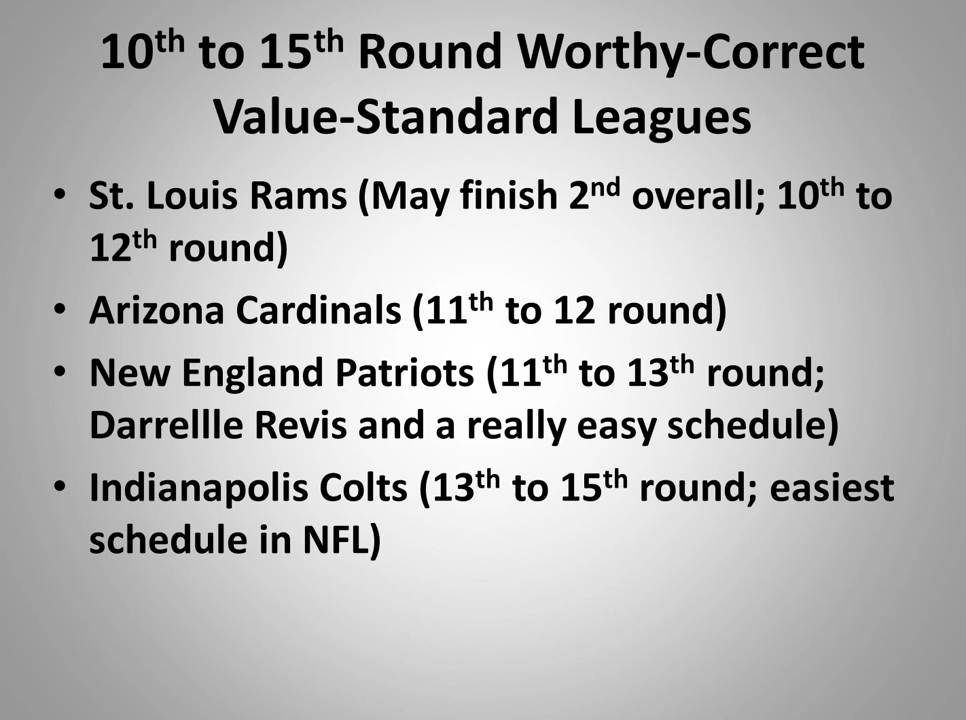 10th to 15th Round Worthy-Correct
Value-Standard Leagues
• St. Louis Rams (May finish 2nd overall; 10th to
12th round)
• Arizona Cardinals (11th to 12 round)
• New England Patriots (11th to 13th round;
Darrellle Revis and a really easy schedule)
• Indianapolis Colts (13th to 15th round; easiest
schedule in NFL)